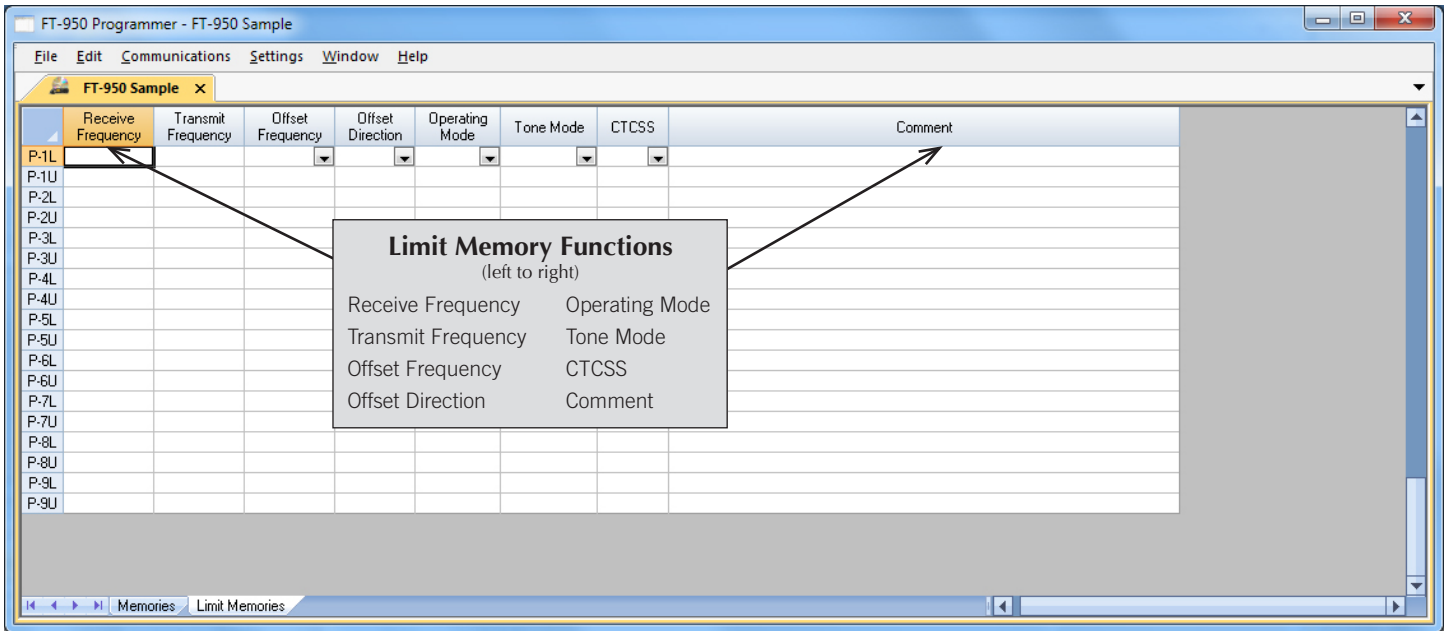 FT-950 Programmer - FT-950 Sample
File Edit Communications Settings Window Help
FT-950 Sample X
Receive Frequency Transmit Frequency Offset Frequency Offset Direction Operating Mode Tone Mode CTCSS Comment
P-1L
P-1U
P-2L
P-2U
P-3L
P-3U
P-4L
P-4U
P-5L
P-5U
P-6L
P-6U
P-7L
P-7U
P-8L
P-8U
P-9L
P-9U
Limit Memory Functions
(left to right)
Receive Frequency Operating Mode
Transmit Frequency Tone Mode
Offset Frequency CTCSS
Offset Direction Comment
Memories Limit Memories